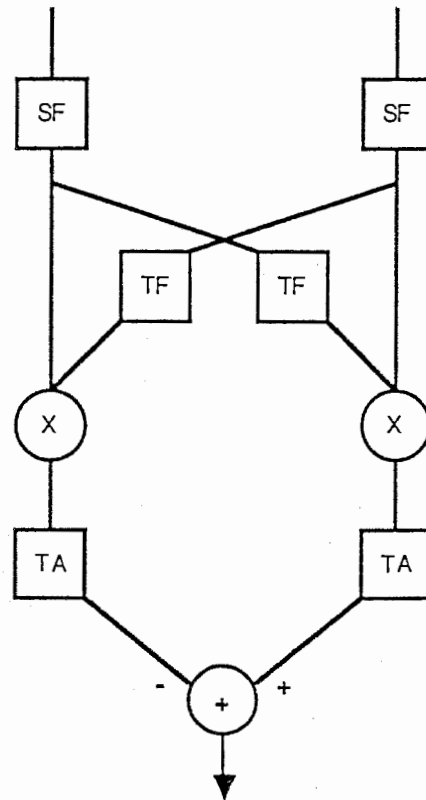 SF SF
TF TF
X X
TA TA
- +
+